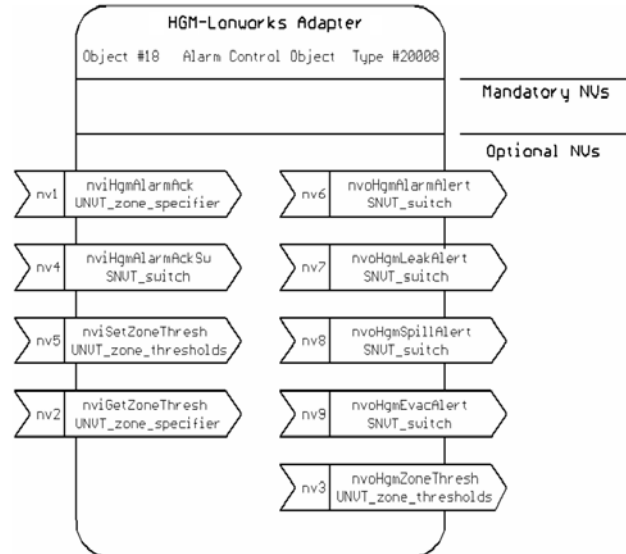 HGM-Lonworks Adapter
Object #18 Alarm Control Object Type #20008
Mandatory NVs
Optional NVs
nv1
nviHgmAlarmAck
UNVT_zone_specifier
nv6
nvoHgmAlarmAlert
SNVT_switch
nv4
nviHgmAlarmAckSw
SNVT_switch
nv7
nvoHgmLeakAlert
SNVT_switch
nv5
nviSetZoneThresh
UNVT_zone_thresholds
nv8
nvoHgmSpillAlert
SNVT_switch
nv2
nviGetZoneThresh
UNVT_zone_specifier
nv9
nvoHgmEvacAlert
SNVT_switch
nv3
nvoHgmZoneThresh
UNVT_zone_thresholds